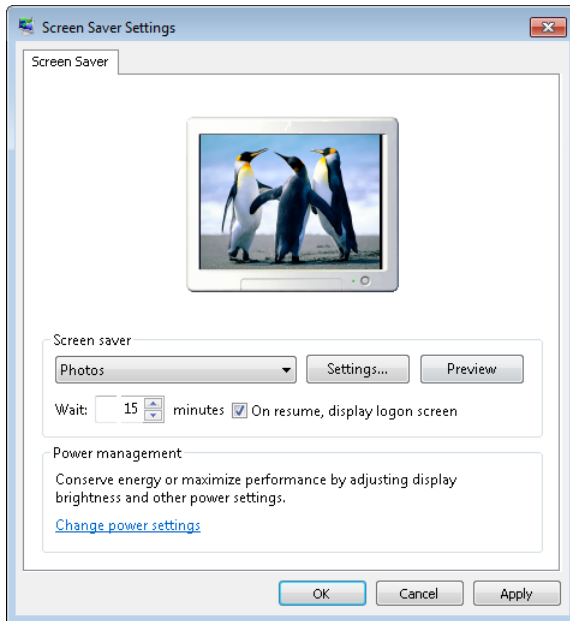 Screen Saver Settings
Screen Saver
Screen saver
Photos Settings... Preview
Wait: 15 minutes On resume, display logon screen
Power management
Conserve energy or maximize performance by adjusting display
brightness and other power settings.
Change power settings
OK Cancel Apply